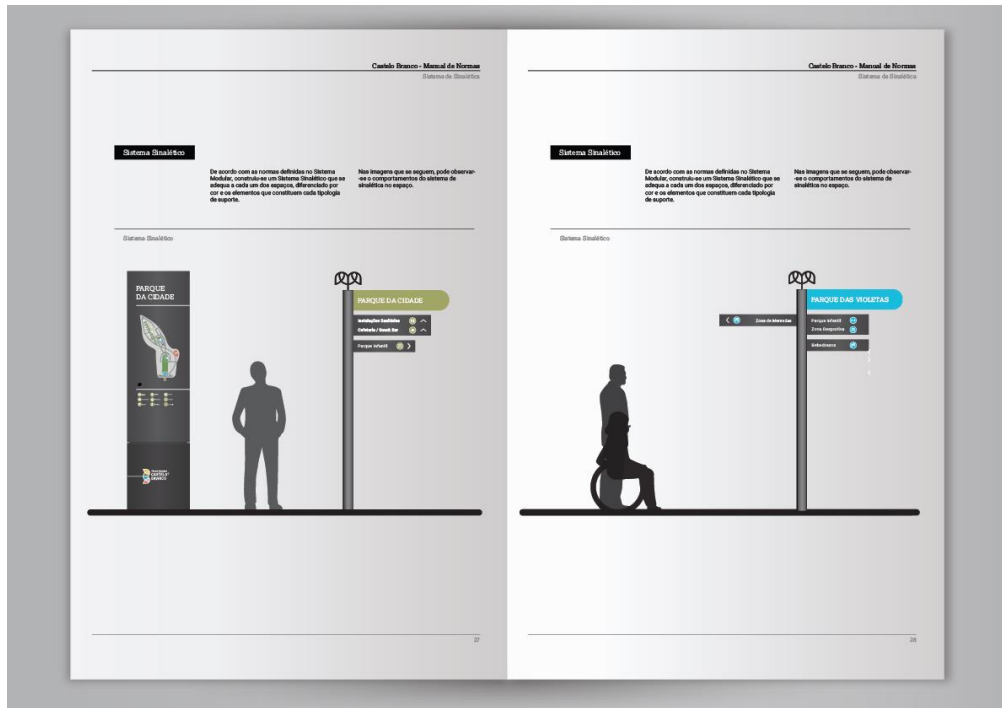 Castelo Branco - Manual de Normas
Sistema de Sinalética
Sistema Sinalético
De acordo com as normas definidas no Sistema
Modular, construiu-se um Sistema Sinalético que se
adequa a cada um dos espaços, diferenciado por
cor e os elementos que constituem cada tipologia
de suporte.
Nas imagens que se seguem, pode observar-
-se o comportamentos do sistema de
sinalética no espaço.
Sistema Sinalético
PARQUE
DA CIDADE
CASTELO
BRANCO
PARQUE DA CIDADE
Instalações Sanitárias
Cafetaria / Snack Bar
Parque Infantil
27
Castelo Branco - Manual de Normas
Sistema de Sinalética
Sistema Sinalético
De acordo com as normas definidas no Sistema
Modular, construiu-se um Sistema Sinalético que se
adequa a cada um dos espaços, diferenciado por
cor e os elementos que constituem cada tipologia
de suporte.
Nas imagens que se seguem, pode observar-
-se o comportamentos do sistema de
sinalética no espaço.
Sistema Sinalético
PARQUE DAS VIOLETAS
Zona de Merendas
Parque Infantil
Zona Desportiva
Bebedouros
28